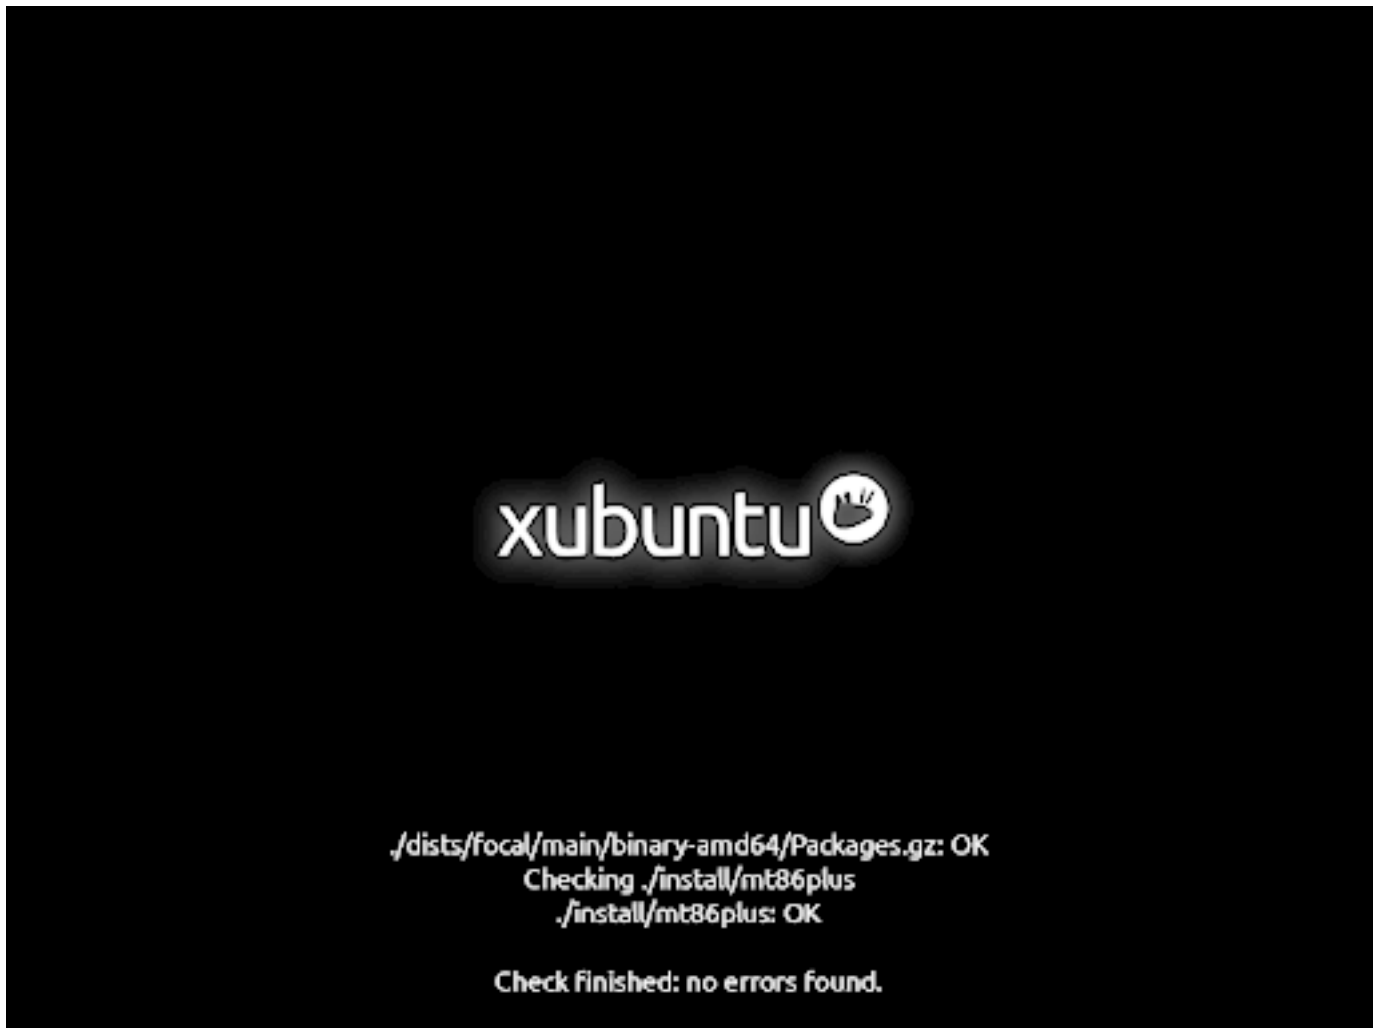 xubuntu
./dists/focal/main/binary-amd64/Packages.gz: OK
Checking ./install/mt86plus
./install/mt86plus: OK
Check finished: no errors found.